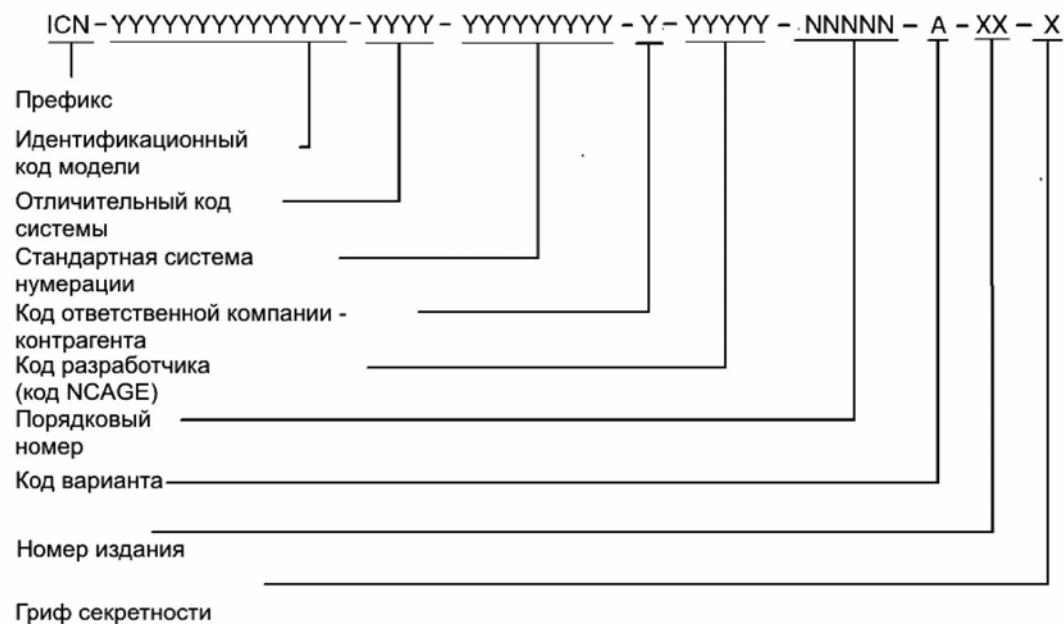 ICN-YYYYYYYYYYYYYY-YYYY-YYYYYYYYY-Y-YYYYY-NNNNN-A-XX-X
Префикс
Идентификационный
код модели
Отличительный код
системы
Стандартная система
нумерации
Код ответственной компании -
контрагента
Код разработчика
(код NCAGE)
Порядковый
номер
Код варианта
Номер издания
Гриф секретности